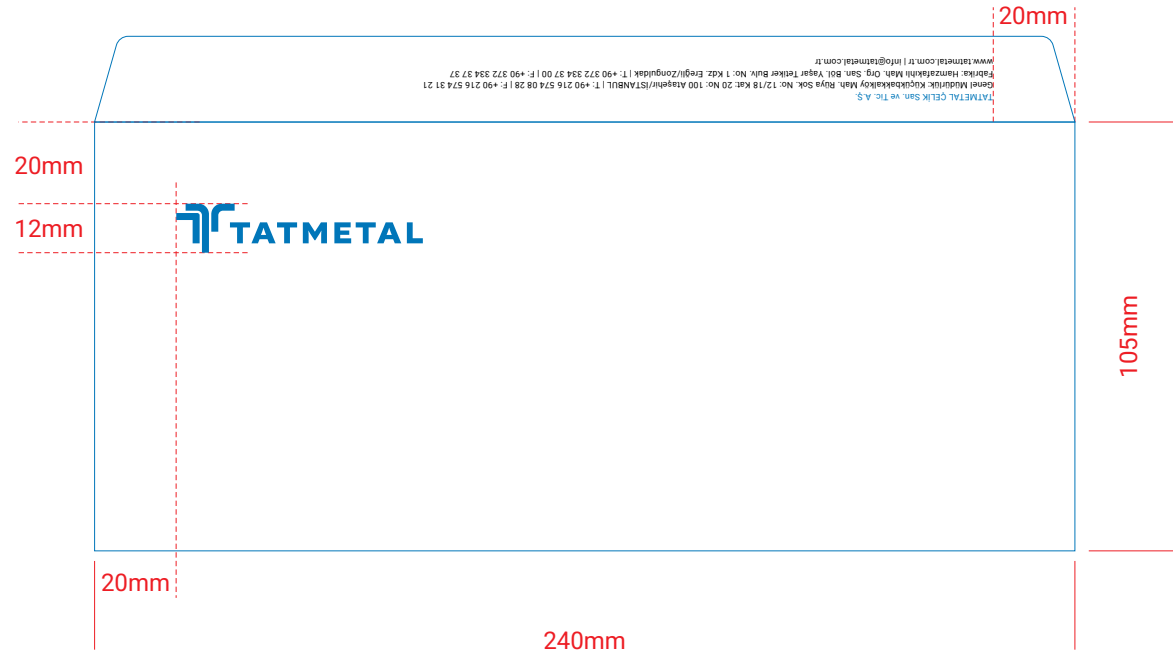 20mm
TATMETAL ÇELİK San. ve Tic. A.Ş.
Genel Müdürlük: Küçükbakkalköy Mah. Rüya Sok. No: 12/18 Kat: 20 No: 100 Ataşehir/İSTANBUL | T: +90 216 574 08 28 | F: +90 216 574 31 21
Fabrika: Hamzafakıhlı Mah. Org. San. Böl. Yaşar Tetiker Bulv. No: 1 Kdz. Ereğli/Zonguldak | T: +90 372 334 37 00 | F: +90 372 334 37 37
www.tatmetal.com.tr | info@tatmetal.com.tr
20mm
12mm
TATMETAL
105mm
20mm
240mm